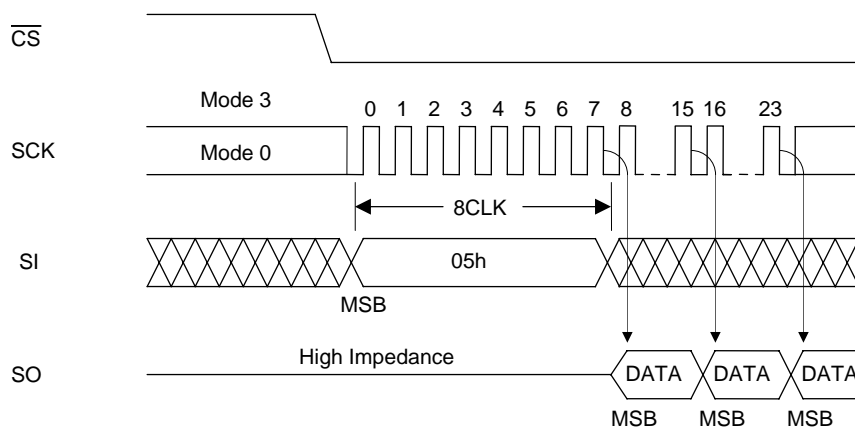 CS
Mode 3
0 1 2 3 4 5 6 7 8 15 16 23
SCK
Mode 0
8CLK
SI
05h
MSB
High Impedance
SO
DATA DATA DATA
MSB MSB MSB